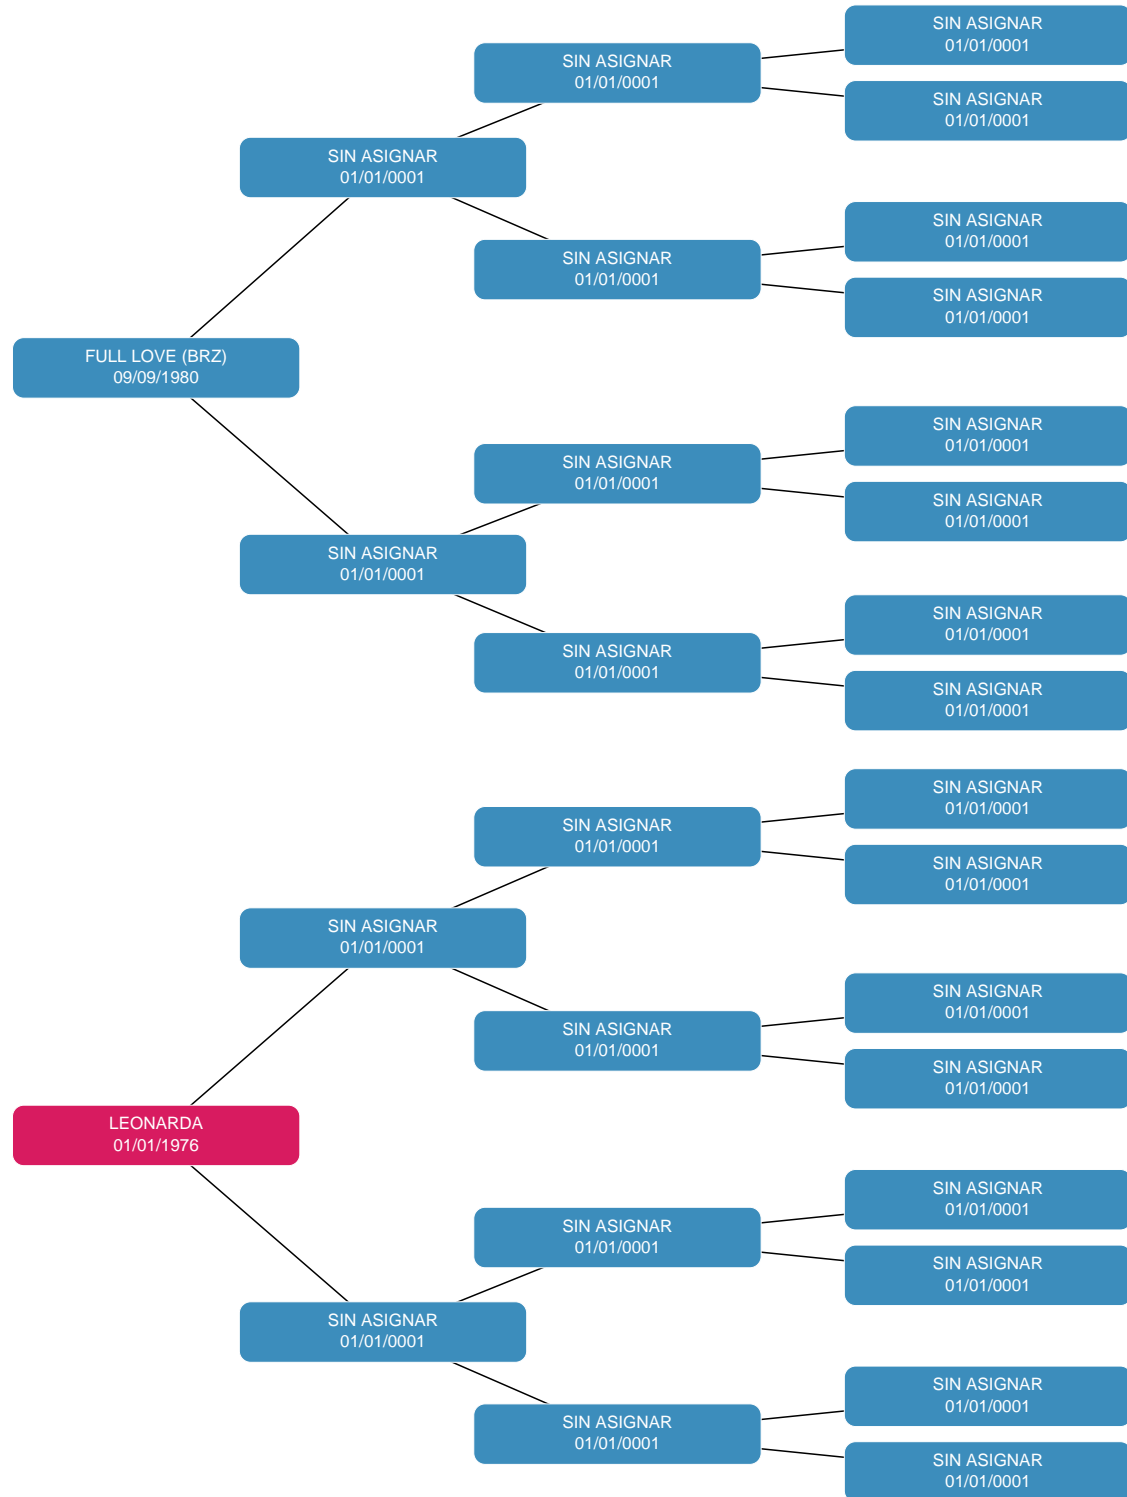 SIN ASIGNAR
01/01/0001
SIN ASIGNAR
01/01/0001
SIN ASIGNAR
01/01/0001
SIN ASIGNAR
01/01/0001
SIN ASIGNAR
01/01/0001
SIN ASIGNAR
01/01/0001
SIN ASIGNAR
01/01/0001
FULL LOVE (BRZ)
09/09/1980
SIN ASIGNAR
01/01/0001
SIN ASIGNAR
01/01/0001
SIN ASIGNAR
01/01/0001
SIN ASIGNAR
01/01/0001
SIN ASIGNAR
01/01/0001
SIN ASIGNAR
01/01/0001
SIN ASIGNAR
01/01/0001
SIN ASIGNAR
01/01/0001
SIN ASIGNAR
01/01/0001
SIN ASIGNAR
01/01/0001
SIN ASIGNAR
01/01/0001
SIN ASIGNAR
01/01/0001
SIN ASIGNAR
01/01/0001
SIN ASIGNAR
01/01/0001
LEONARDA
01/01/1976
SIN ASIGNAR
01/01/0001
SIN ASIGNAR
01/01/0001
SIN ASIGNAR
01/01/0001
SIN ASIGNAR
01/01/0001
SIN ASIGNAR
01/01/0001
SIN ASIGNAR
01/01/0001
SIN ASIGNAR
01/01/0001